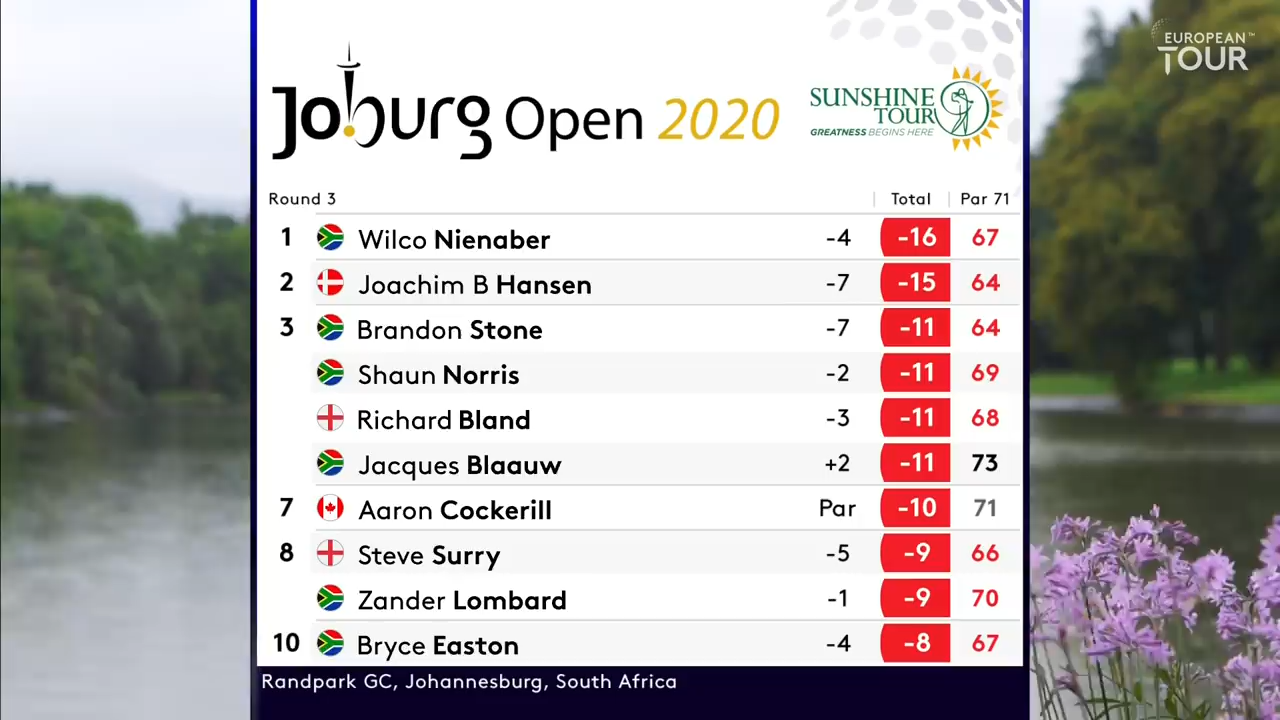 EUROPEAN™
TOUR
Joburg Open 2020
SUNSHINE
TOUR
GREATNESS BEGINS HERE
Round 3 Total Par 71
1 Wilco Nienaber -4 -16 67
2 Joachim B Hansen -7 -15 64
3 Brandon Stone -7 -11 64
Shaun Norris -2 -11 69
Richard Bland -3 -11 68
Jacques Blaauw +2 -11 73
7 Aaron Cockerill Par -10 71
8 Steve Surry -5 -9 66
Zander Lombard -1 -9 70
10 Bryce Easton -4 -8 67
Randpark GC, Johannesburg, South Africa